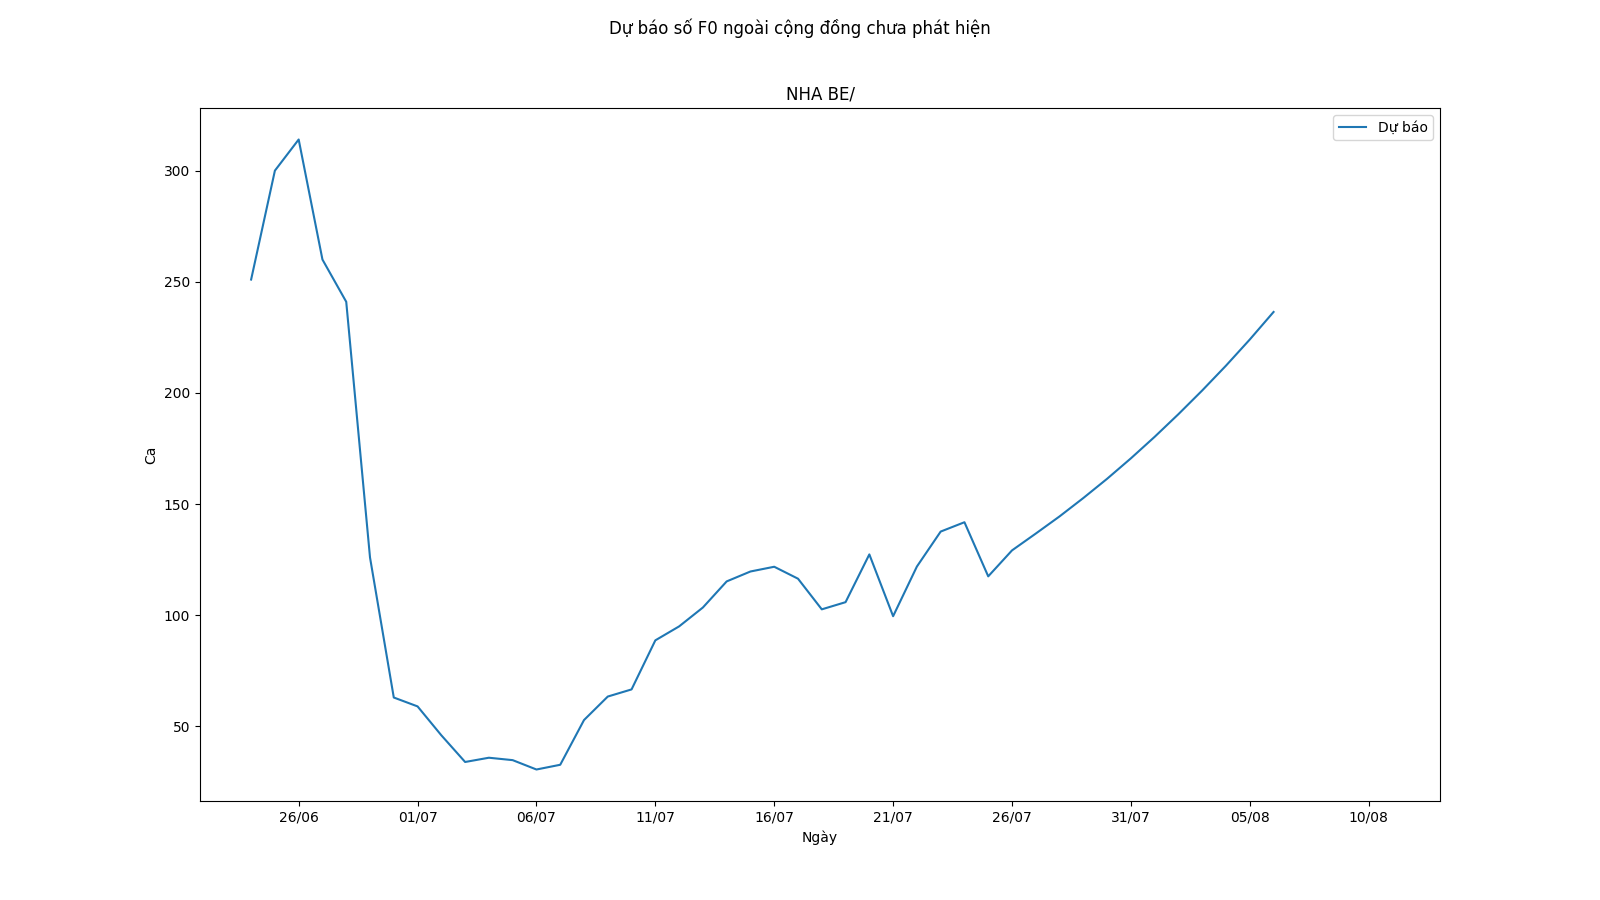 Dự báo số F0 ngoài cộng đồng chưa phát hiện
NHA BE/
Dự báo
300
250
200
150
100
50
Ca
26/06 01/07 06/07 11/07 16/07 21/07 26/07 31/07 05/08 10/08
Ngày